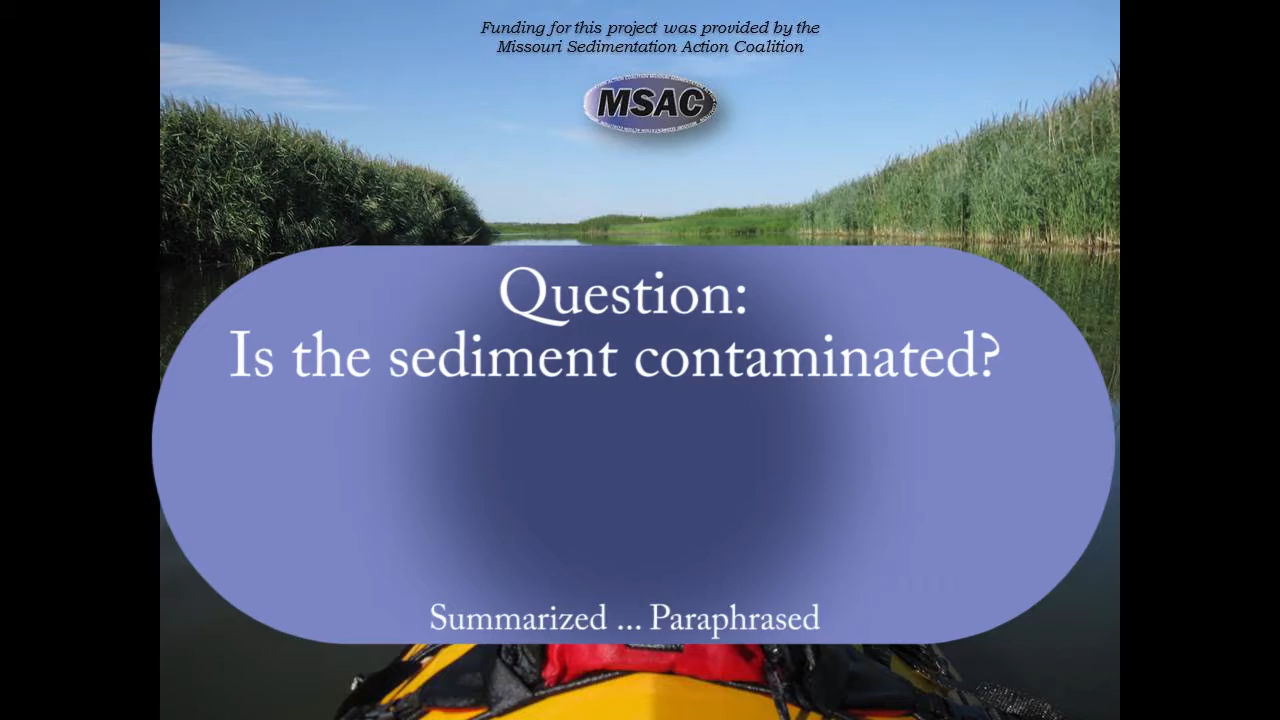 Funding for this project was provided by the
Missouri Sedimentation Action Coalition
MSAC
Question:
Is the sediment contaminated?
Summarized ... Paraphrased